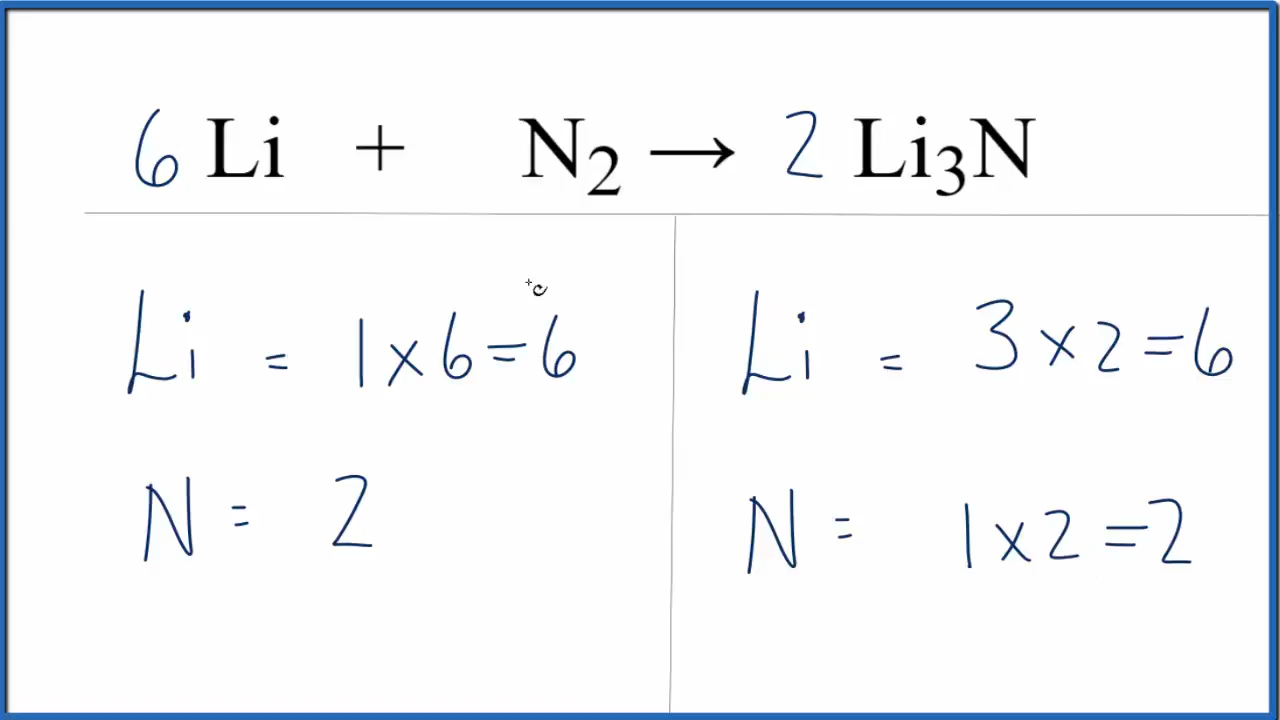 6 Li + N₂ → 2 Li₃N
Li = 1 x 6 = 6
N = 2
Li = 3 x 2 = 6
N = 1 x 2 = 2